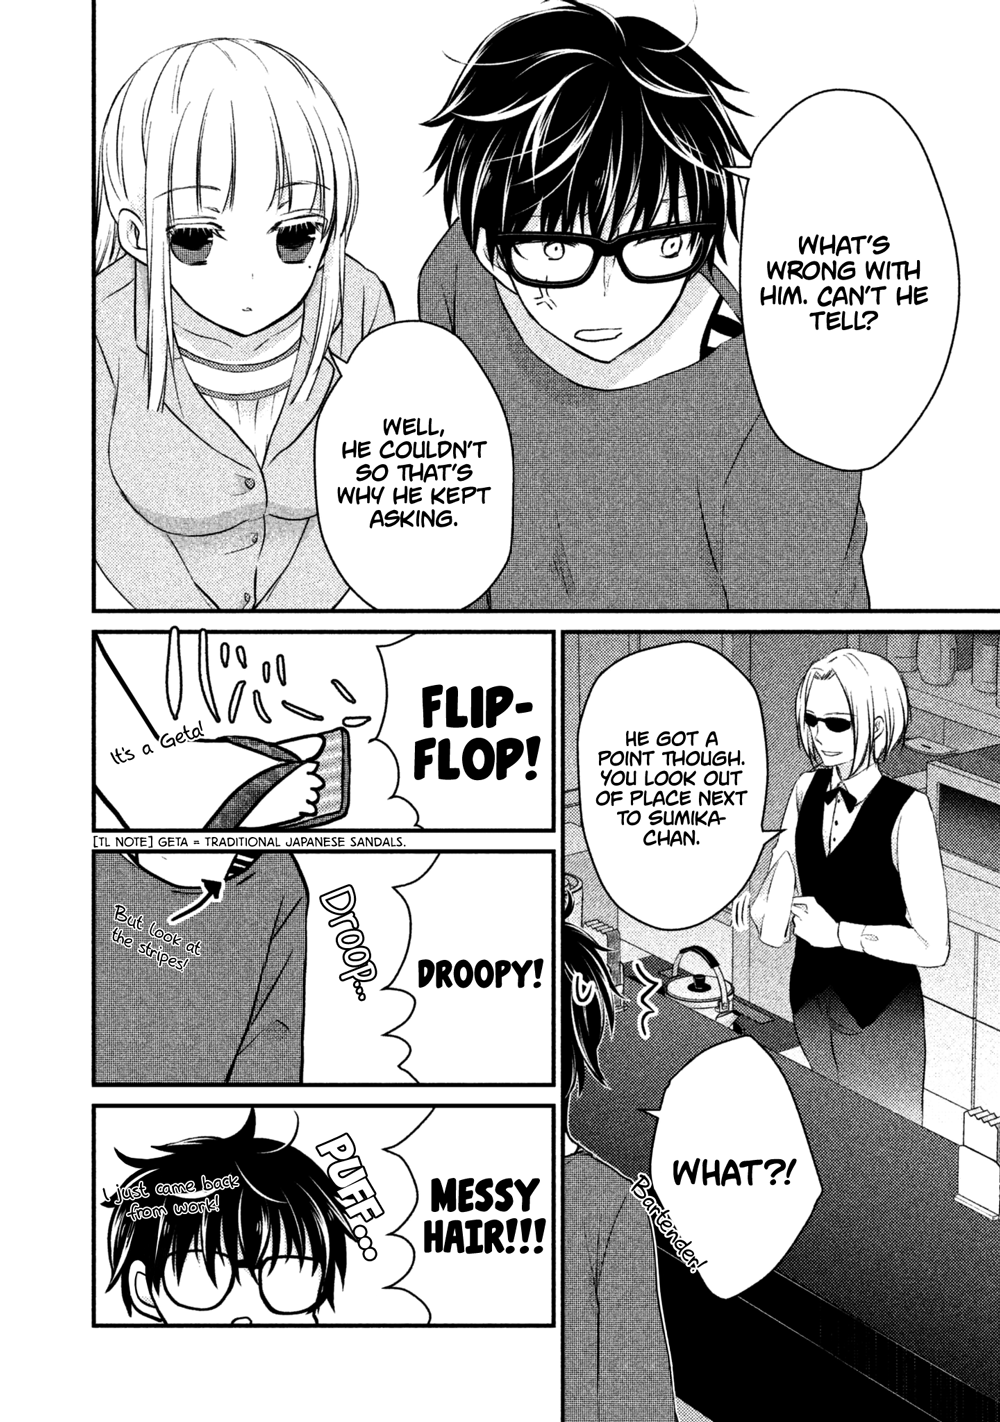 WHAT'S
WRONG WITH
HIM. CAN'T HE
TELL?
WELL,
HE COULDN'T
SO THAT'S
WHY HE KEPT
ASKING.
HE GOT A
POINT THOUGH.
YOU LOOK OUT
OF PLACE NEXT
TO SUMIKA-
CHAN.
WHAT?!
Bartender!
FLIP-
FLOP!
It's a Geta!
[TL NOTE] GETA = TRADITIONAL JAPANESE SANDALS.
DROOPY!
Droop...
But look at
the stripes!
MESSY
HAIR!!!
PUFF...
I just came back
from work!